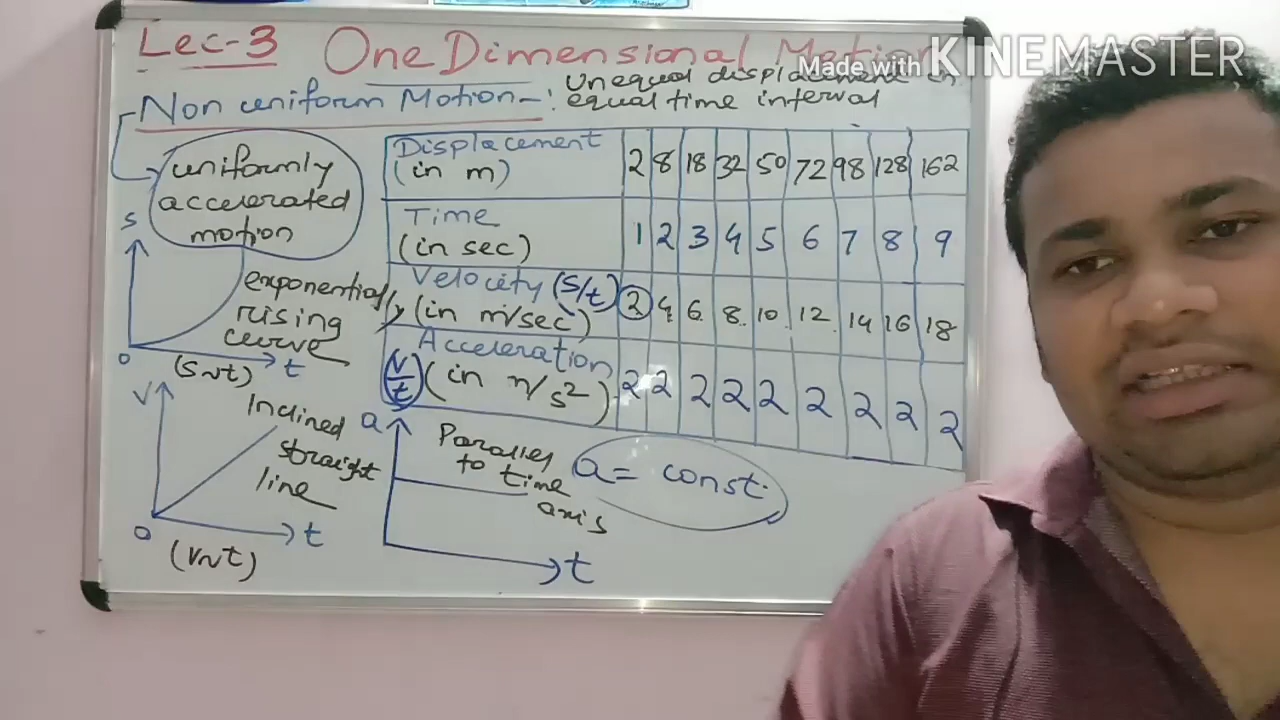 Lec-3 One Dimensional Motion
Made with KINEMASTER
Non uniform Motion-: Unequal displacement in
equal time interval
uniformly
accelerated
motion
Displacement
(in m)
2 8 18 32 50 72 98 128 162
Time
(in sec)
1 2 3 4 5 6 7 8 9
Velocity (s/t)
(in m/sec)
2 4 6 8 10 12 14 16 18
Acceleration
V/t (in m/s²)
2 2 2 2 2 2 2 2 2
s
exponentially
rising
curve
o
t
(s~t)
V
Inclined
straight
line
o
t
(v~t)
a
Parallel
to time
axis
t
a = const.